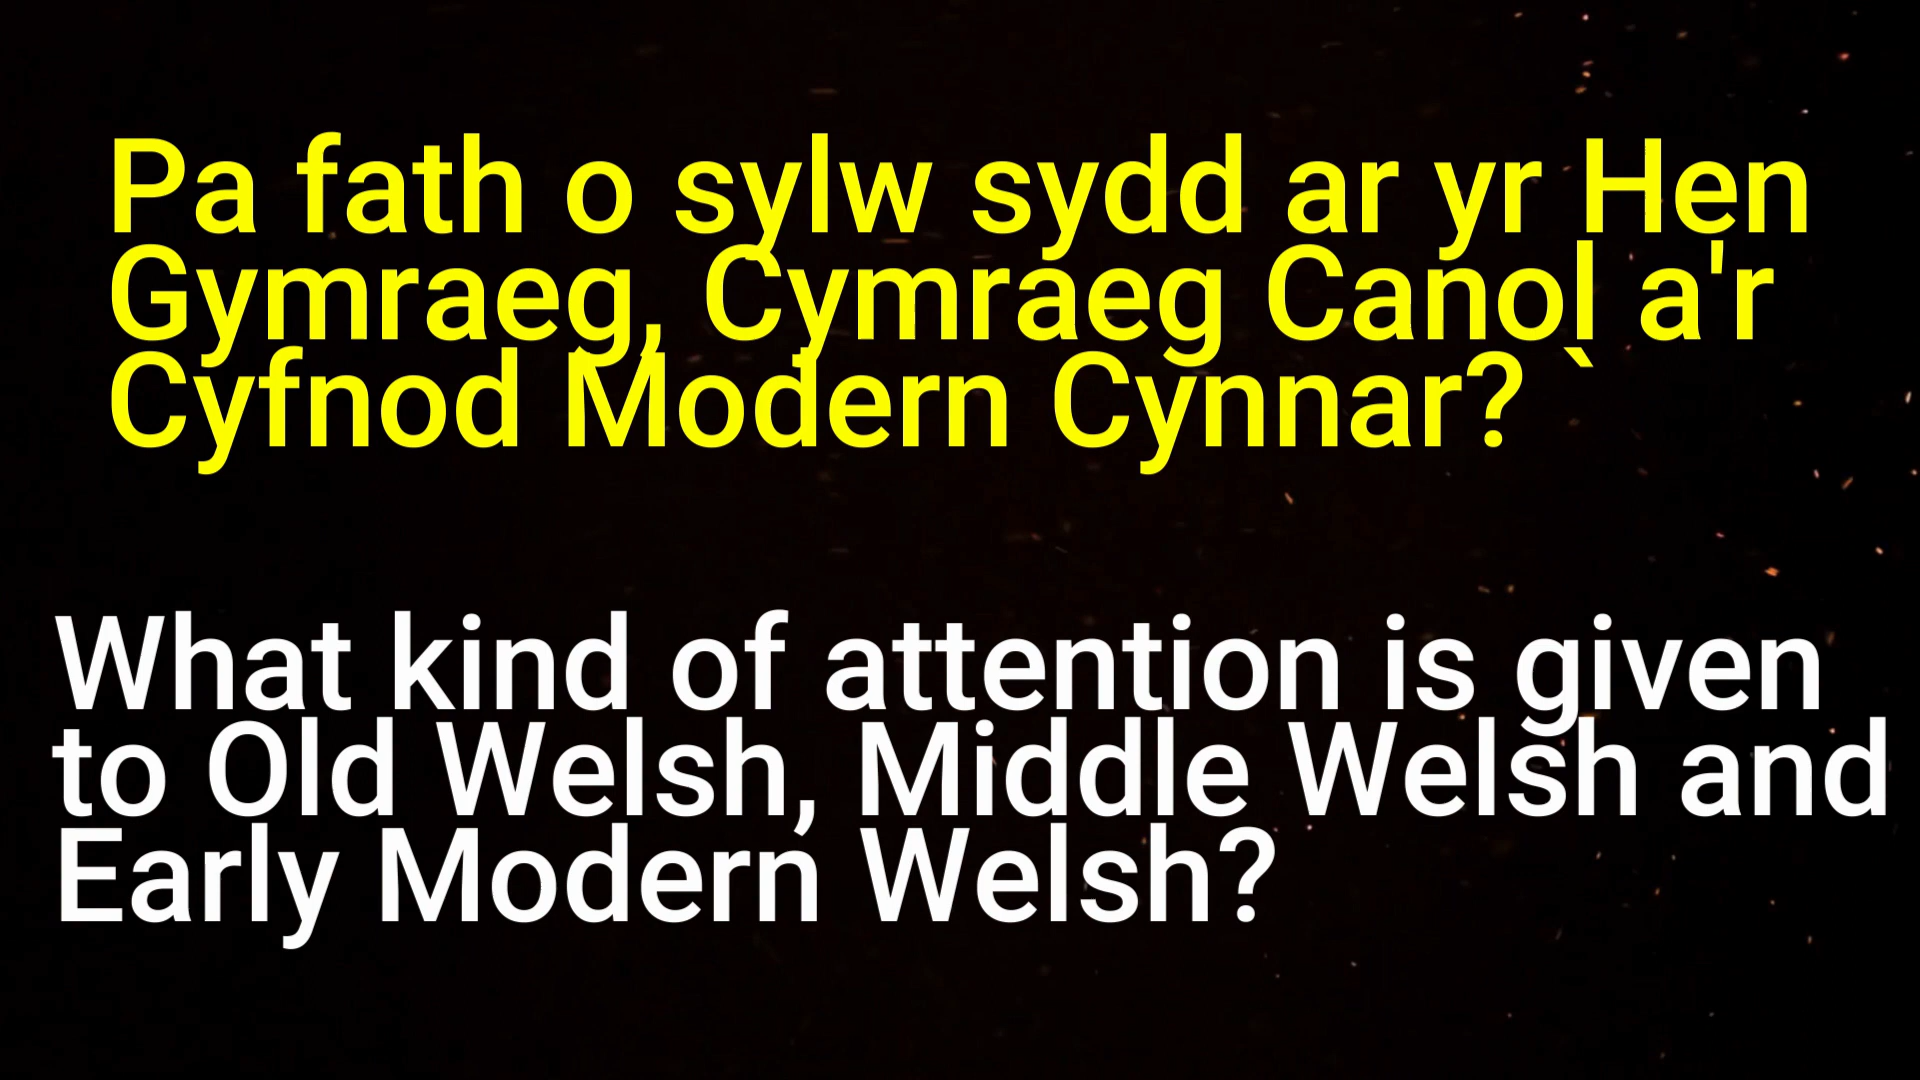 Pa fath o sylw sydd ar yr Hen
Gymraeg, Cymraeg Canol a'r
Cyfnod Modern Cynnar? `
What kind of attention is given
to Old Welsh, Middle Welsh and
Early Modern Welsh?